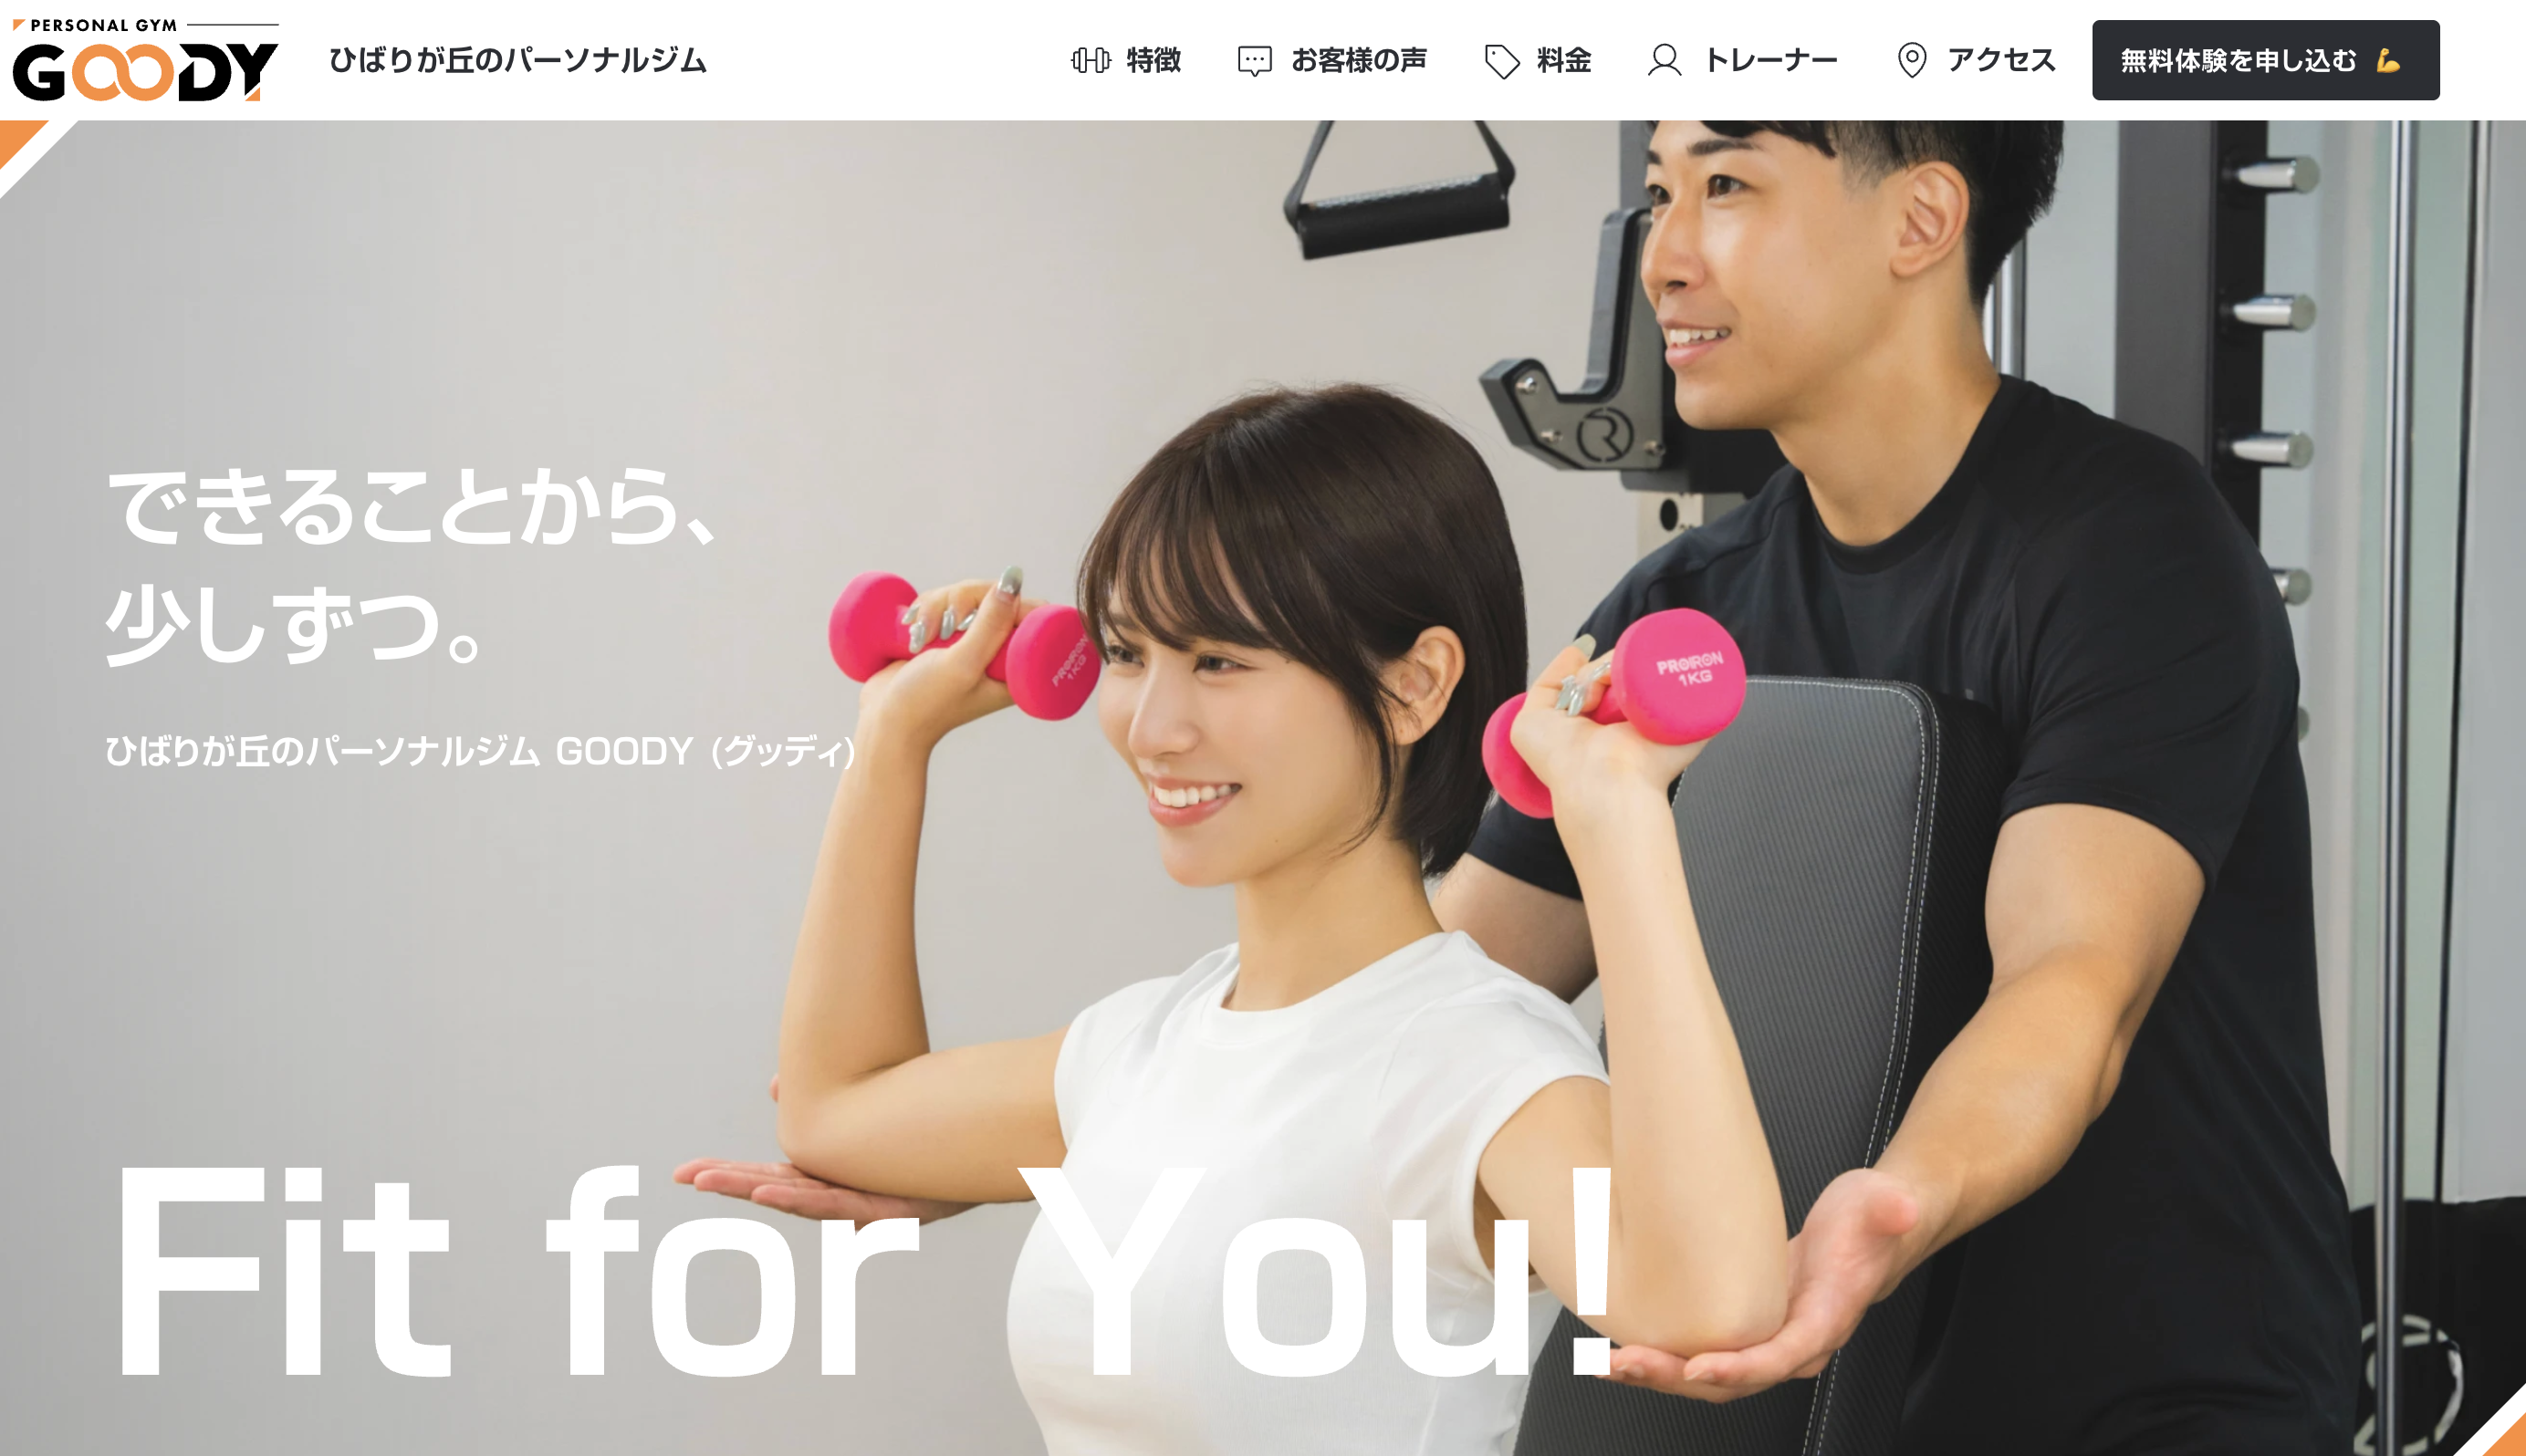 PERSONAL GYM
GOODY
ひばりが丘のパーソナルジム
特徴
お客様の声
料金
トレーナー
アクセス
無料体験を申し込む 💪
できることから、
少しずつ。
ひばりが丘のパーソナルジム GOODY (グッディ)
PROIRON
1KG
PROIRON
1KG
Fit for You!